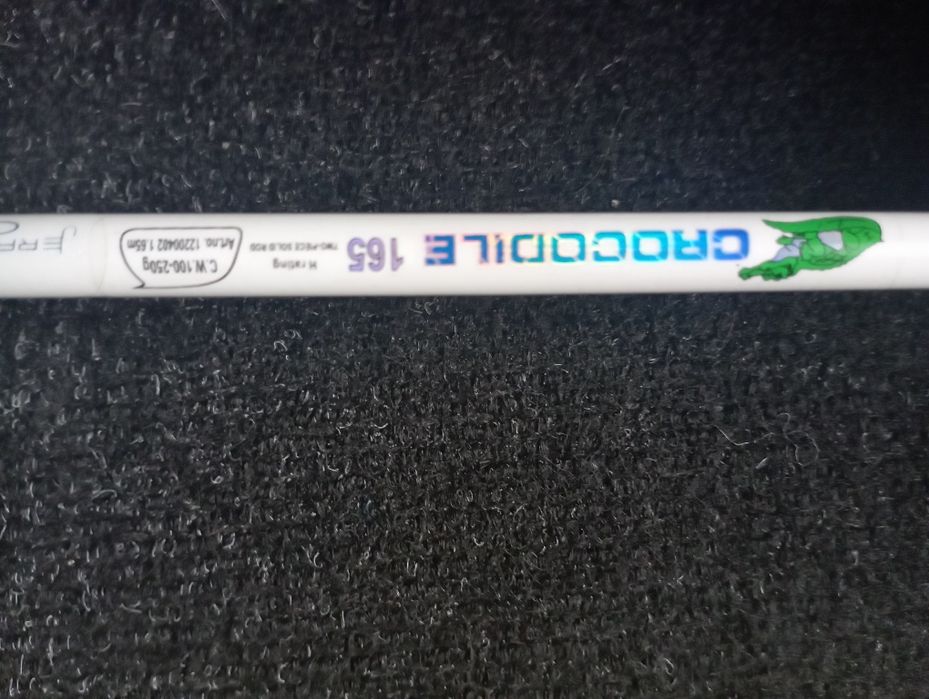 CROCODILE 165
H rating
TWO-PIECE SOLID ROD
C.W.100-250g
Art.no. 12200402 1.65m